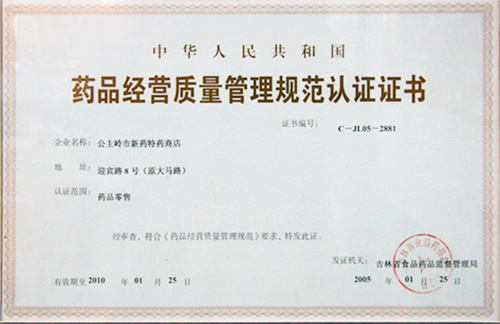 中华人民共和国
药品经营质量管理规范认证证书
证书编号： C－JL05－2881
企业名称： 公主岭市新药特药商店
地 址： 迎宾路8号（原大马路）
认证范围： 药品零售
经审查，符合《药品经营质量管理规范》要求，特发此证。
发证机关： 吉林省食品药品监督管理局
有效期至 2010 年 01 月 25 日 2005 年 01 月 25 日